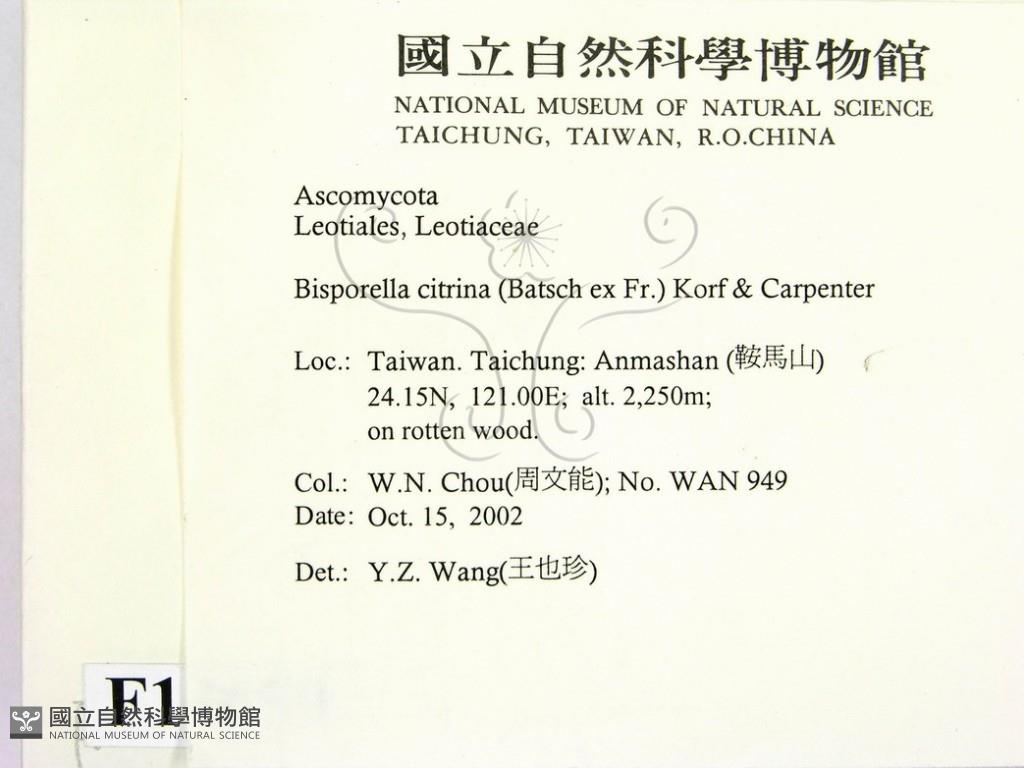 國立自然科學博物館
NATIONAL MUSEUM OF NATURAL SCIENCE
TAICHUNG, TAIWAN, R.O.CHINA
Ascomycota
Leotiales, Leotiaceae
Bisporella citrina (Batsch ex Fr.) Korf & Carpenter
Loc.: Taiwan. Taichung: Anmashan (鞍馬山)
24.15N, 121.00E; alt. 2,250m;
on rotten wood.
Col.: W.N. Chou(周文能); No. WAN 949
Date: Oct. 15, 2002
Det.: Y.Z. Wang(王也珍)
F1
國立自然科學博物館
NATIONAL MUSEUM OF NATURAL SCIENCE